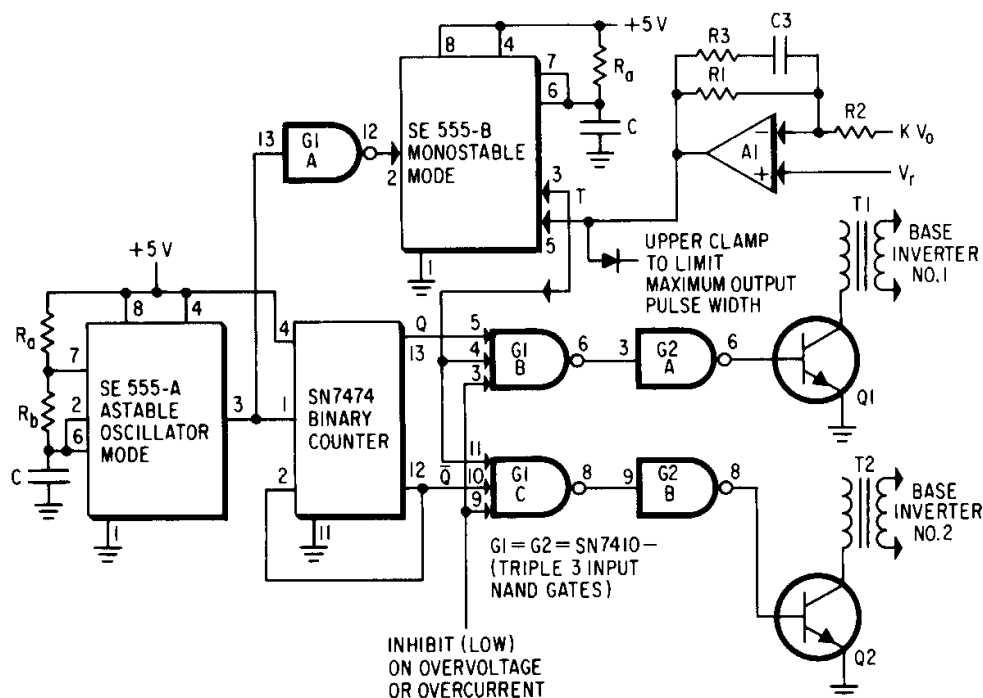 +5V
8
4
Ra
7
6
C
SE 555-B
MONOSTABLE
MODE
2
3
T
5
1
13
G1
A
12
R3
C3
R1
R2
A1
−
+
K Vo
Vr
UPPER CLAMP
TO LIMIT
MAXIMUM OUTPUT
PULSE WIDTH
T1
BASE
INVERTER
NO.1
+5V
8
4
Ra
7
Rb
2
6
C
SE 555-A
ASTABLE
OSCILLATOR
MODE
3
1
4
1
2
SN7474
BINARY
COUNTER
Q
13
12
Q̅
11
5
4
3
G1
B
6
3
G2
A
6
Q1
11
10
9
G1
C
8
9
G2
B
8
T2
BASE
INVERTER
NO.2
Q2
G1=G2=SN7410–
(TRIPLE 3 INPUT
NAND GATES)
INHIBIT (LOW)
ON OVERVOLTAGE
OR OVERCURRENT